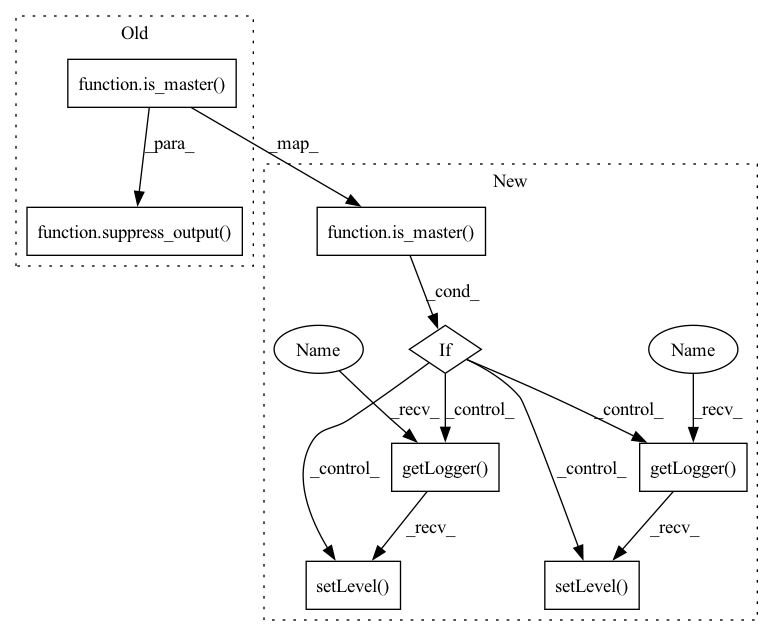 Old
function.is_master()
_para_
_map_
New
function.suppress_output()
function.is_master()
_cond_
Name
If
Name
_recv_
_control_
_control_
_recv_
_control_
getLogger()
_control_
getLogger()
_recv_
_recv_
setLevel()
setLevel()